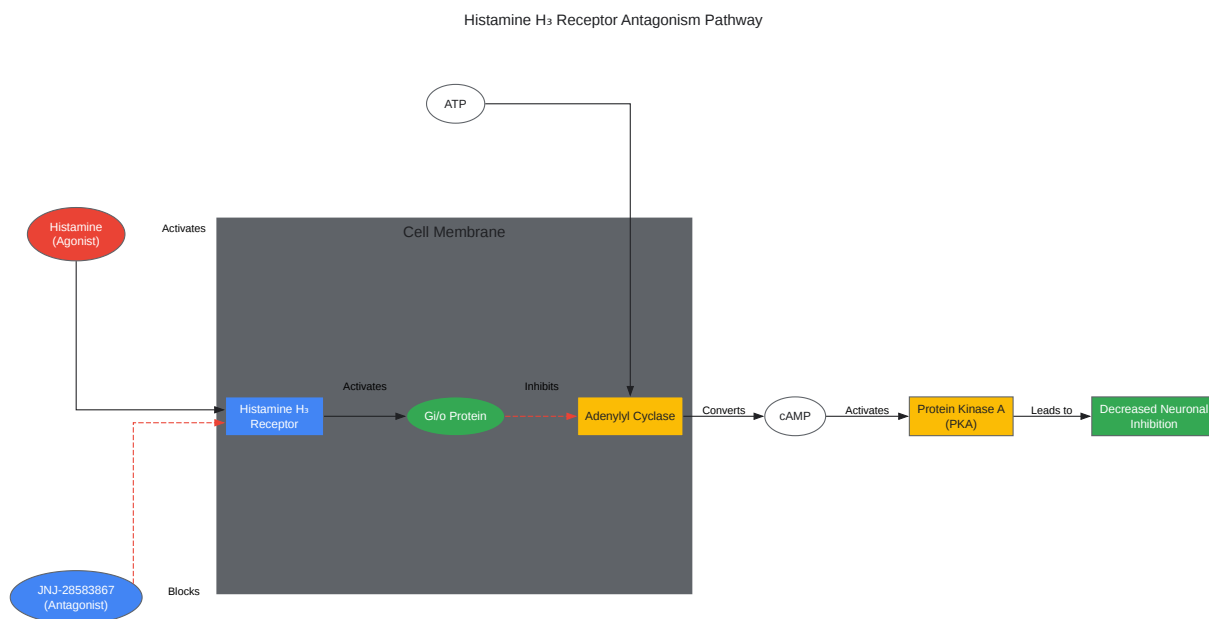 Histamine H₃ Receptor Antagonism Pathway
ATP
Histamine
(Agonist)
Activates
Cell Membrane
Activates
Inhibits
Histamine H₃
Receptor
Gi/o Protein
Adenylyl Cyclase
Converts
cAMP
Activates
Protein Kinase A
(PKA)
Leads to
Decreased Neuronal
Inhibition
JNJ-28583867
(Antagonist)
Blocks